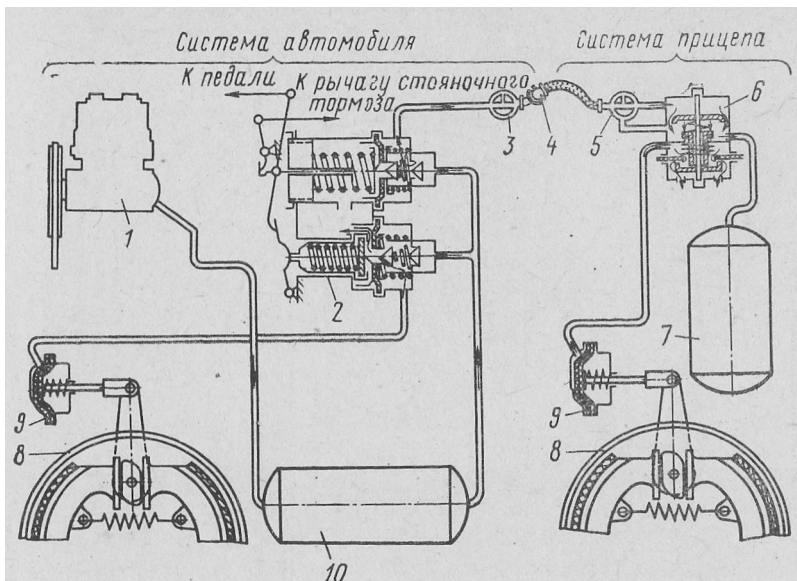 Система автомобиля
Система прицепа
К педали
К рычагу стояночного
тормоза
1
2
3
4
5
6
7
8
9
10
8
9